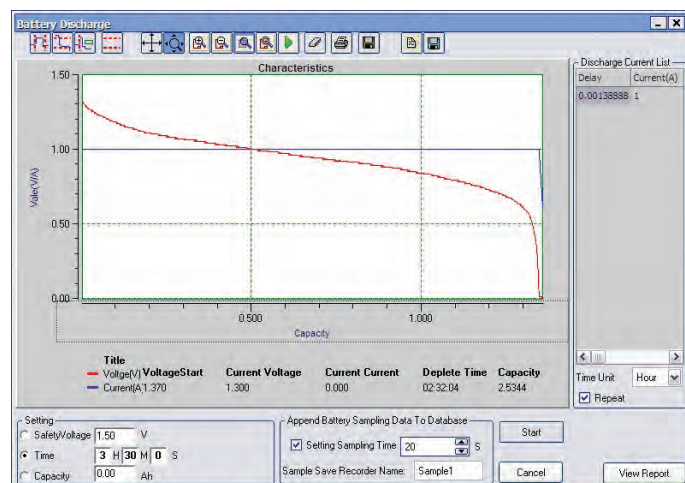 Battery Discharge
Characteristics
Vale(V/A)
1.50
1.00
0.50
0.00
0.500
1.000
Capacity
Title
Voltge(V) VoltageStart Current Voltage Current Current Deplete Time Capacity
Current(A 1.370 1.300 0.000 02:32:04 2.5344
Discharge Current List
Delay Current(A)
0.00138888 1
Time Unit Hour
Repeat
Setting
SafetyVoltage 1.50 V
Time 3 H 30 M 0 S
Capacity 0.00 Ah
Append Battery Sampling Data To Database
Setting Sampling Time 20 S
Sample Save Recorder Name: Sample1
Start
Cancel
View Report